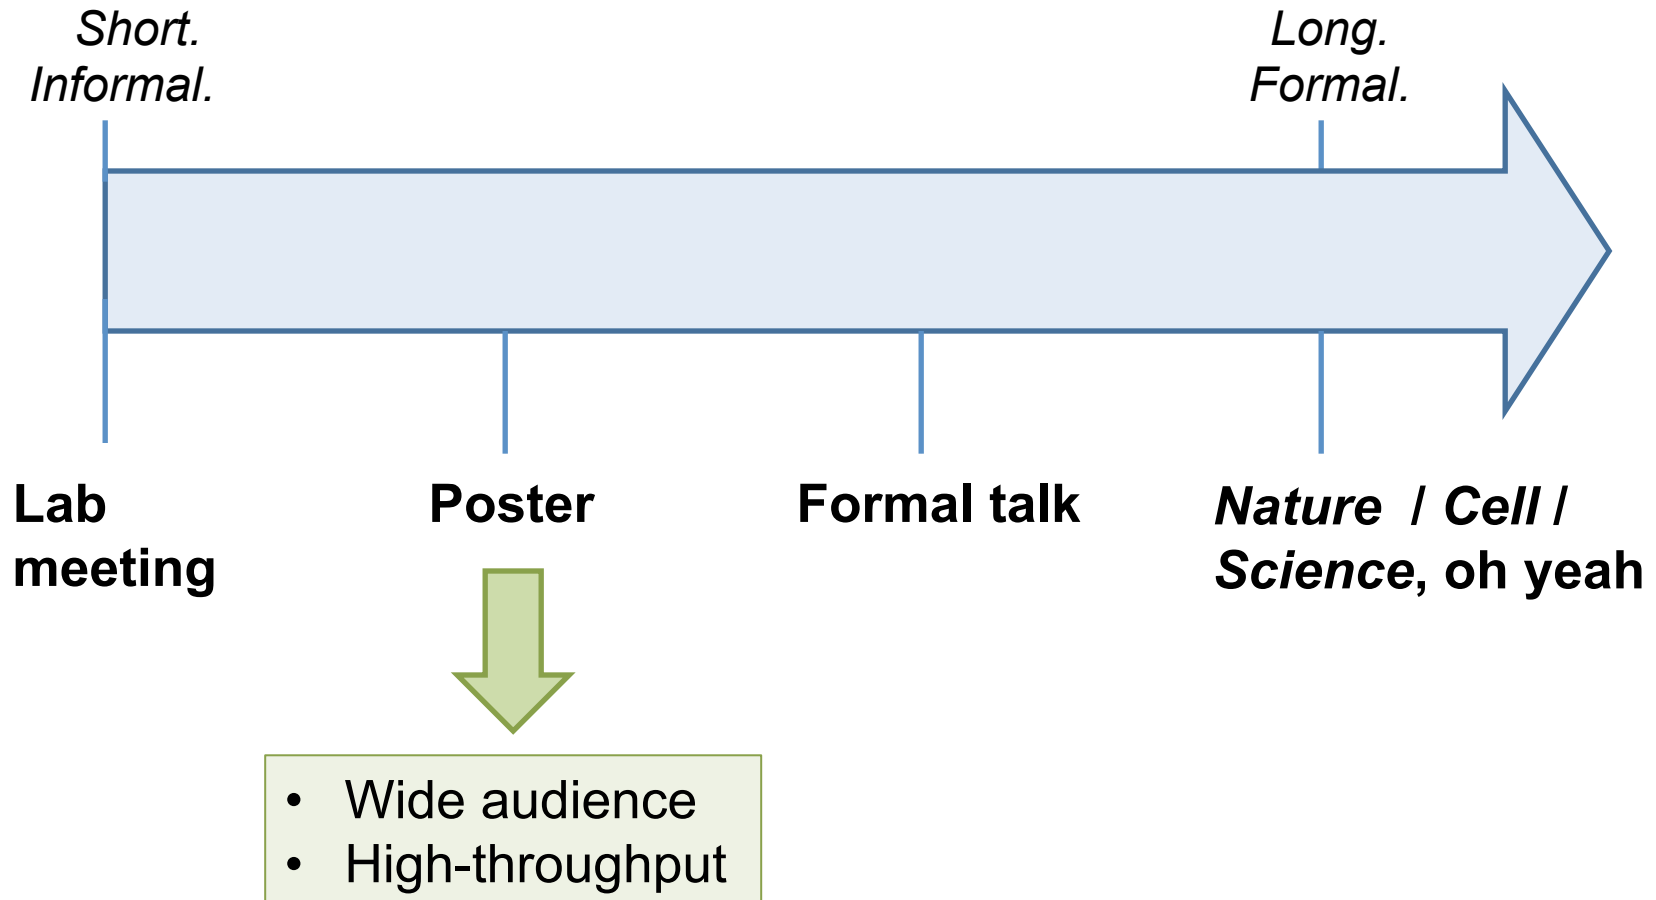 Short.
Informal.
Long.
Formal.
Lab
meeting
Poster
Formal talk
Nature / Cell /
Science, oh yeah
• Wide audience
• High-throughput